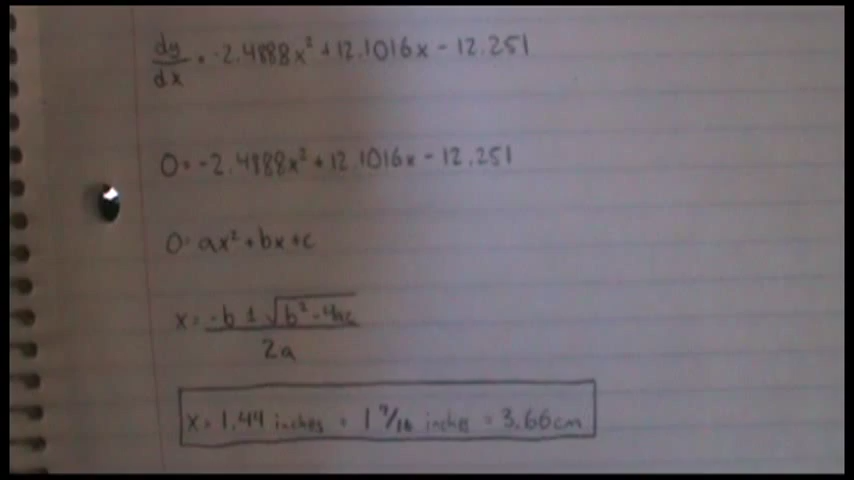 dy/dx = -2.4888x² + 12.1016x - 12.251
0 = -2.4888x² + 12.1016x - 12.251
0 = ax² + bx + c
x = -b ± √b² - 4ac / 2a
x = 1.44 inches = 1 7/16 inches = 3.66cm